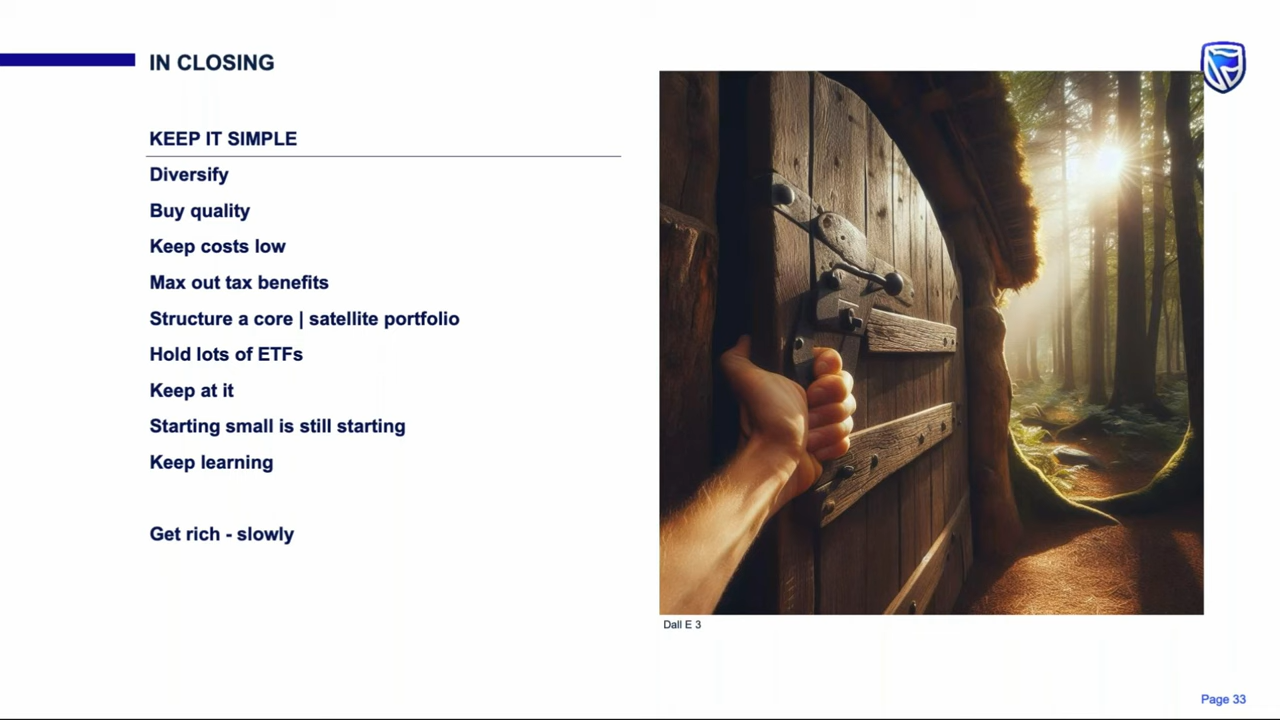 IN CLOSING
KEEP IT SIMPLE
Diversify
Buy quality
Keep costs low
Max out tax benefits
Structure a core | satellite portfolio
Hold lots of ETFs
Keep at it
Starting small is still starting
Keep learning
Get rich - slowly
Dall E 3
Page 33